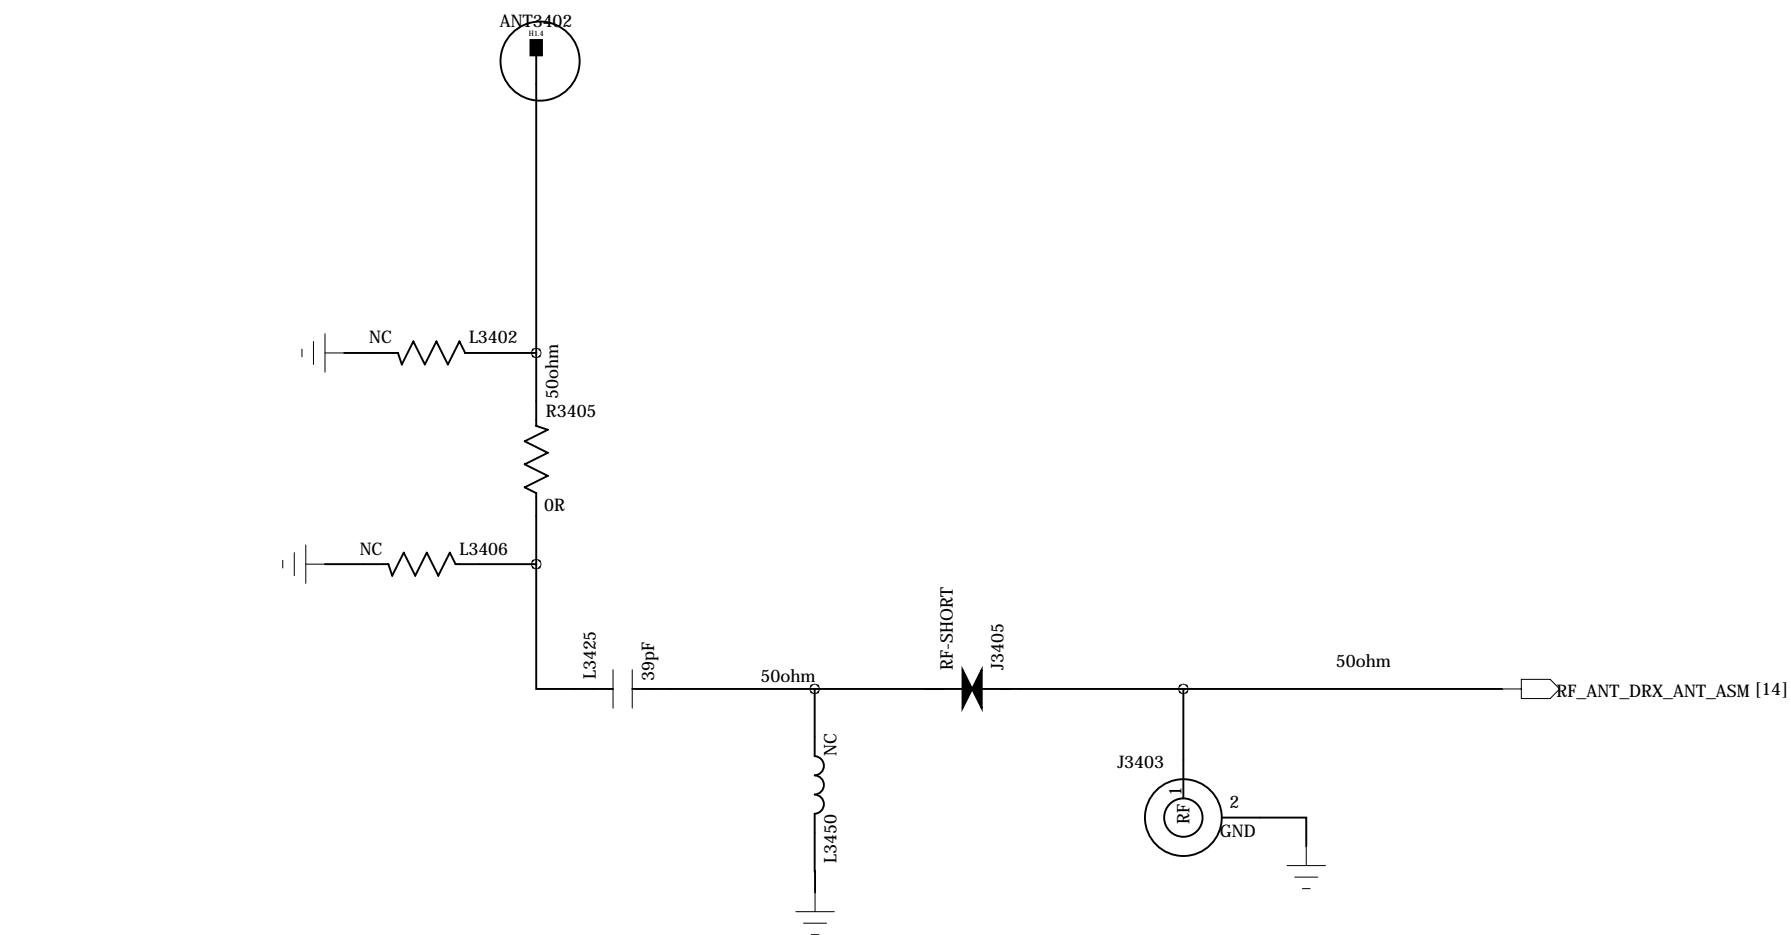 ANT3402
H1.4
NC
L3402
50ohm
R3405
0R
NC
L3406
L3425
39pF
50ohm
RF-SHORT
J3405
50ohm
RF_ANT_DRX_ANT_ASM [14]
NC
L3450
J3403
1
RF
2
GND